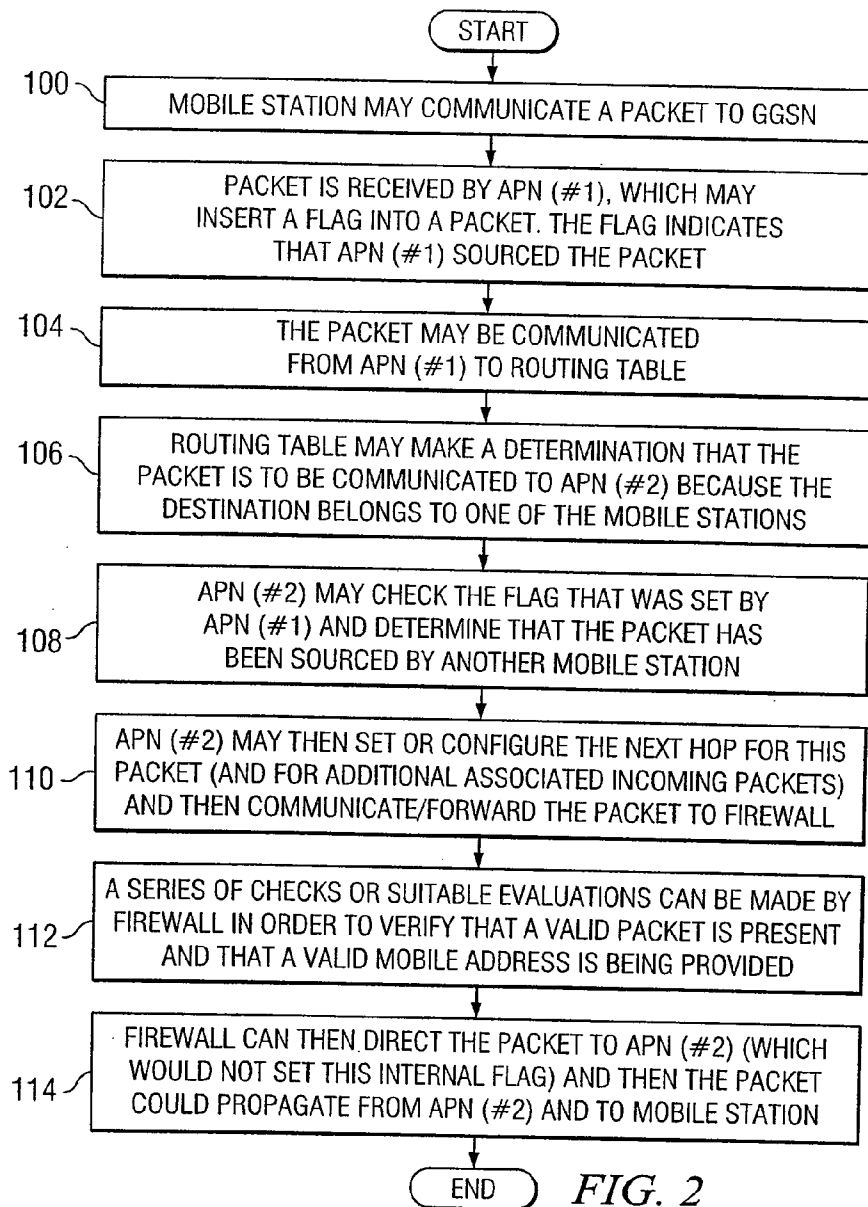 START
100
MOBILE STATION MAY COMMUNICATE A PACKET TO GGSN
102
PACKET IS RECEIVED BY APN (#1), WHICH MAY
INSERT A FLAG INTO A PACKET. THE FLAG INDICATES
THAT APN (#1) SOURCED THE PACKET
104
THE PACKET MAY BE COMMUNICATED
FROM APN (#1) TO ROUTING TABLE
106
ROUTING TABLE MAY MAKE A DETERMINATION THAT THE
PACKET IS TO BE COMMUNICATED TO APN (#2) BECAUSE THE
DESTINATION BELONGS TO ONE OF THE MOBILE STATIONS
108
APN (#2) MAY CHECK THE FLAG THAT WAS SET BY
APN (#1) AND DETERMINE THAT THE PACKET HAS
BEEN SOURCED BY ANOTHER MOBILE STATION
110
APN (#2) MAY THEN SET OR CONFIGURE THE NEXT HOP FOR THIS
PACKET (AND FOR ADDITIONAL ASSOCIATED INCOMING PACKETS)
AND THEN COMMUNICATE/FORWARD THE PACKET TO FIREWALL
112
A SERIES OF CHECKS OR SUITABLE EVALUATIONS CAN BE MADE BY
FIREWALL IN ORDER TO VERIFY THAT A VALID PACKET IS PRESENT
AND THAT A VALID MOBILE ADDRESS IS BEING PROVIDED
114
FIREWALL CAN THEN DIRECT THE PACKET TO APN (#2) (WHICH
WOULD NOT SET THIS INTERNAL FLAG) AND THEN THE PACKET
COULD PROPAGATE FROM APN (#2) AND TO MOBILE STATION
END
FIG. 2